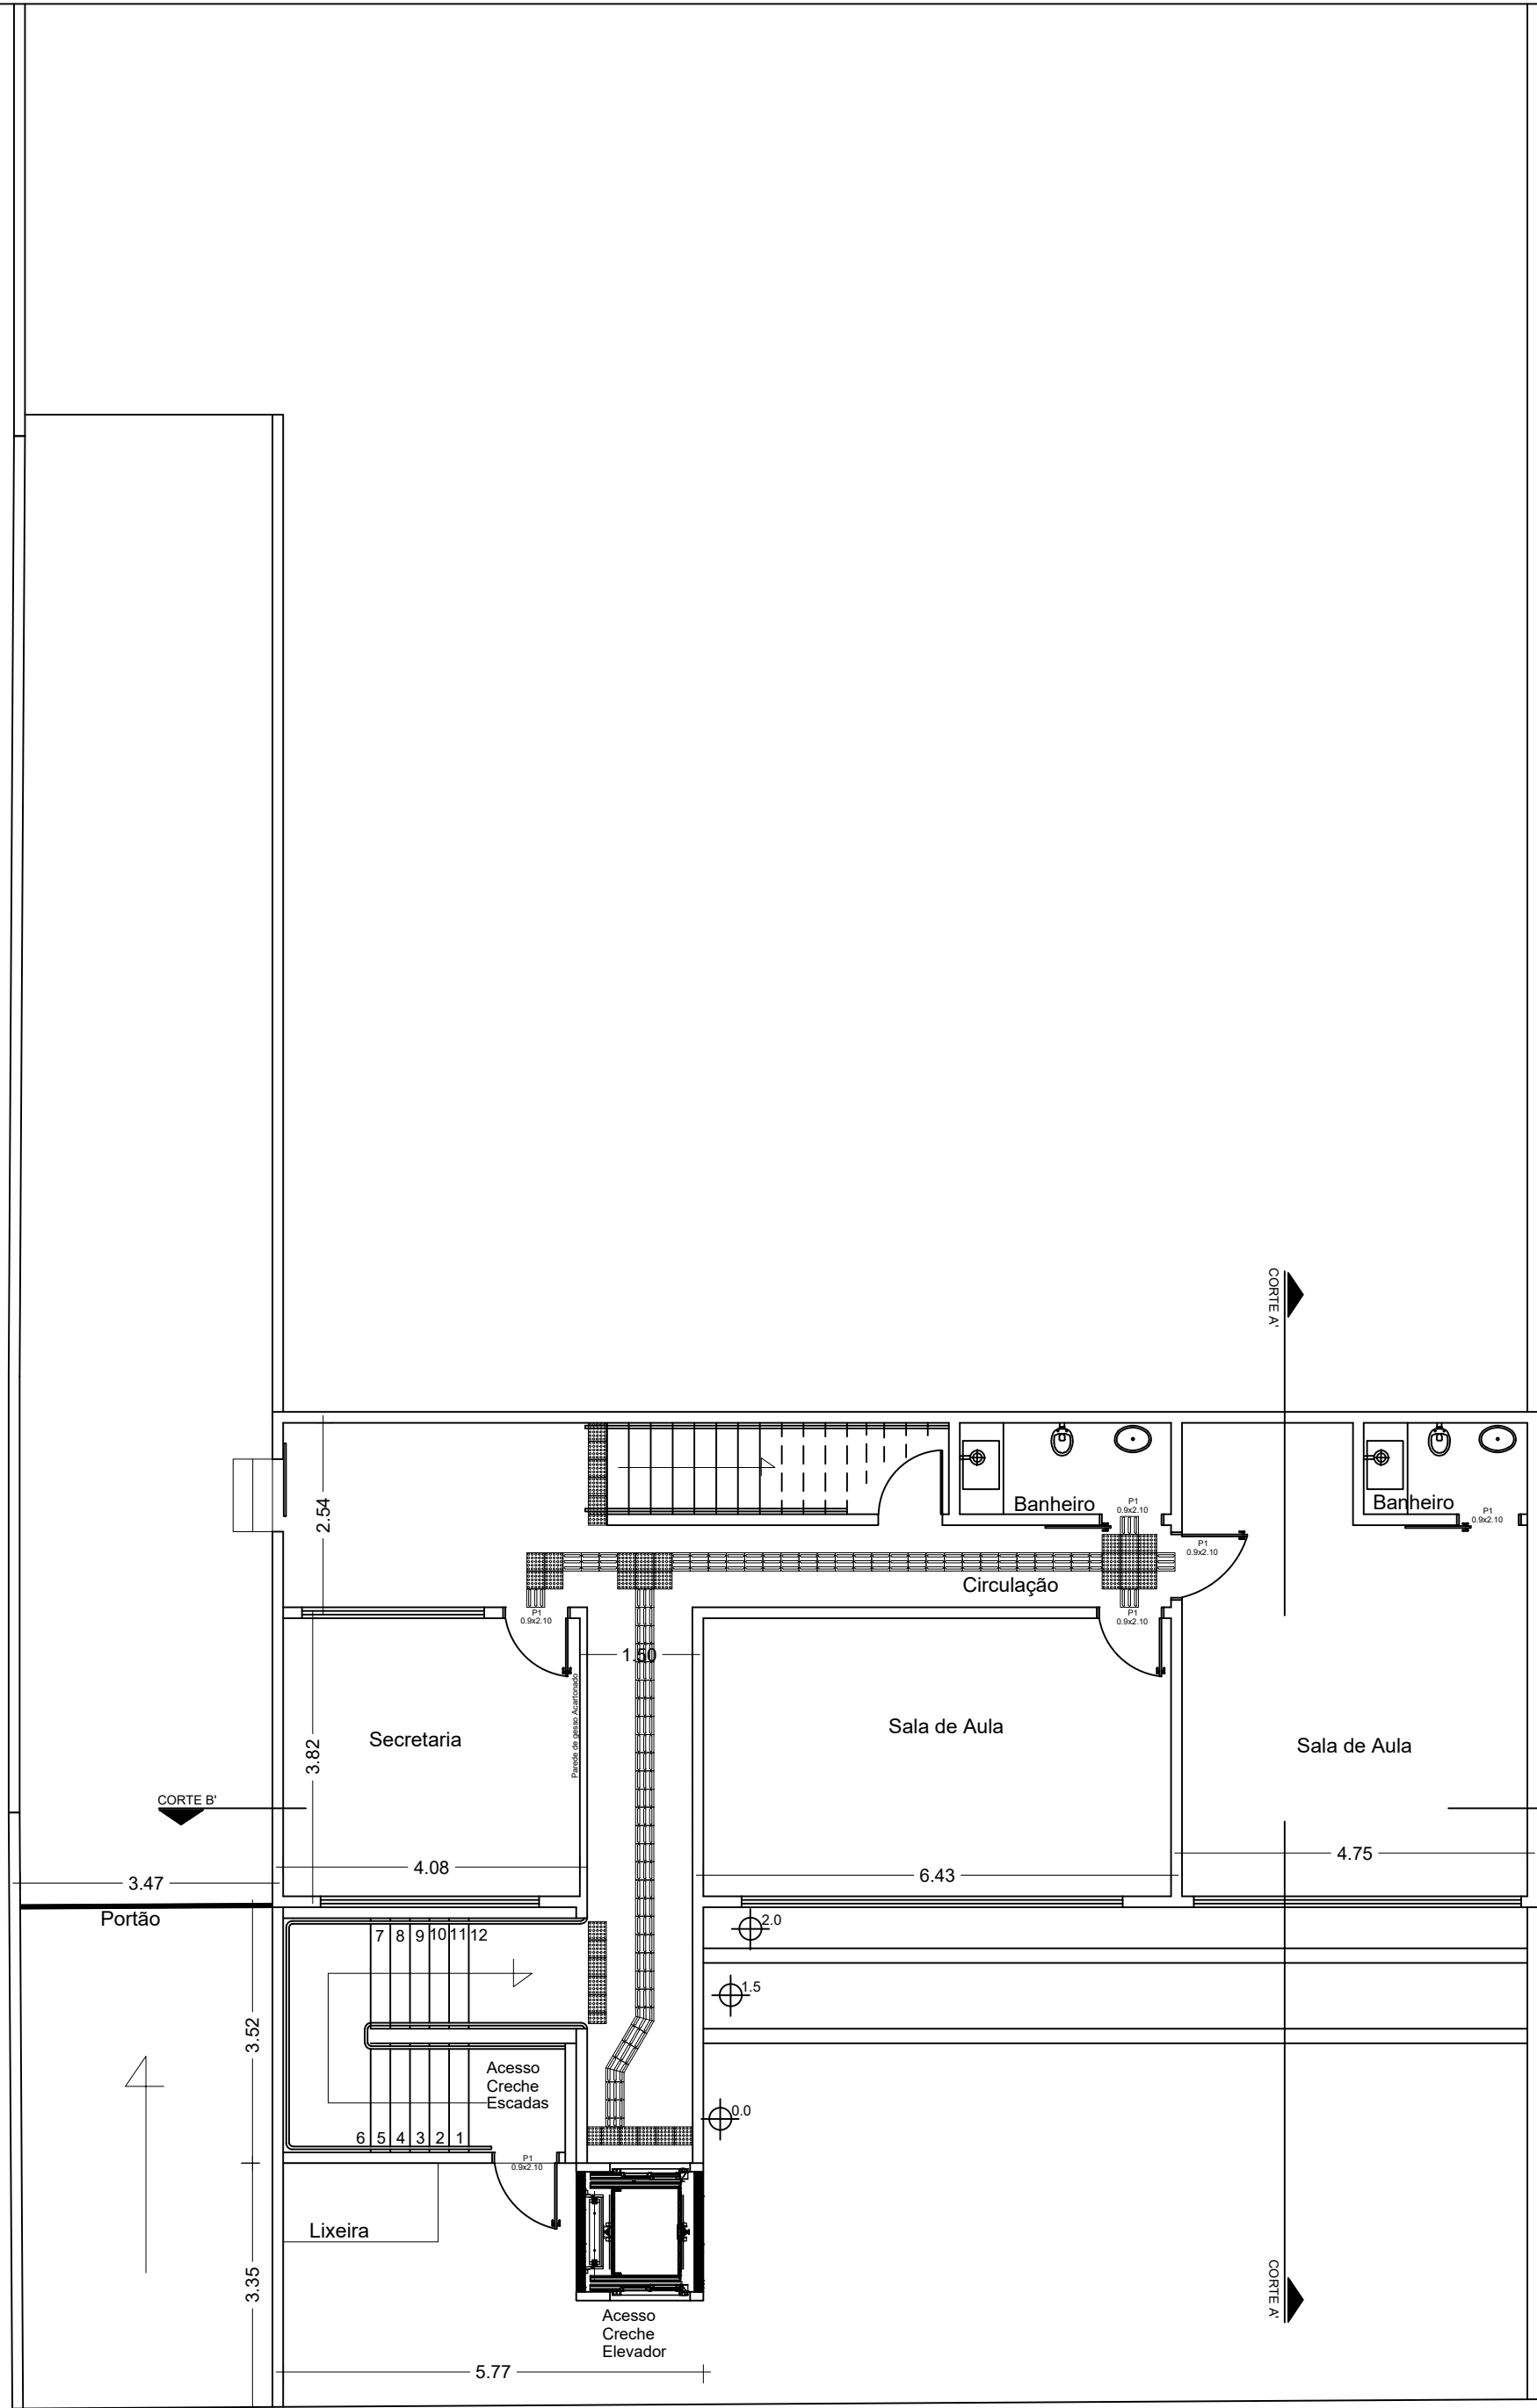 CORTE A'
2.54
Banheiro
P1
0.9x2.10
Banheiro
P1
0.9x2.10
P1
0.9x2.10
Circulação
P1
0.9x2.10
P1
0.9x2.10
1.50
Parede de gesso Acartonado
Secretaria
3.82
Sala de Aula
Sala de Aula
CORTE B'
3.47
4.08
6.43
4.75
Portão
7 8 9 10 11 12
2.0
1.5
3.52
Acesso
Creche
Escadas
0.0
6 5 4 3 2 1
P1
0.9x2.10
Lixeira
3.35
CORTE A'
Acesso
Creche
Elevador
5.77